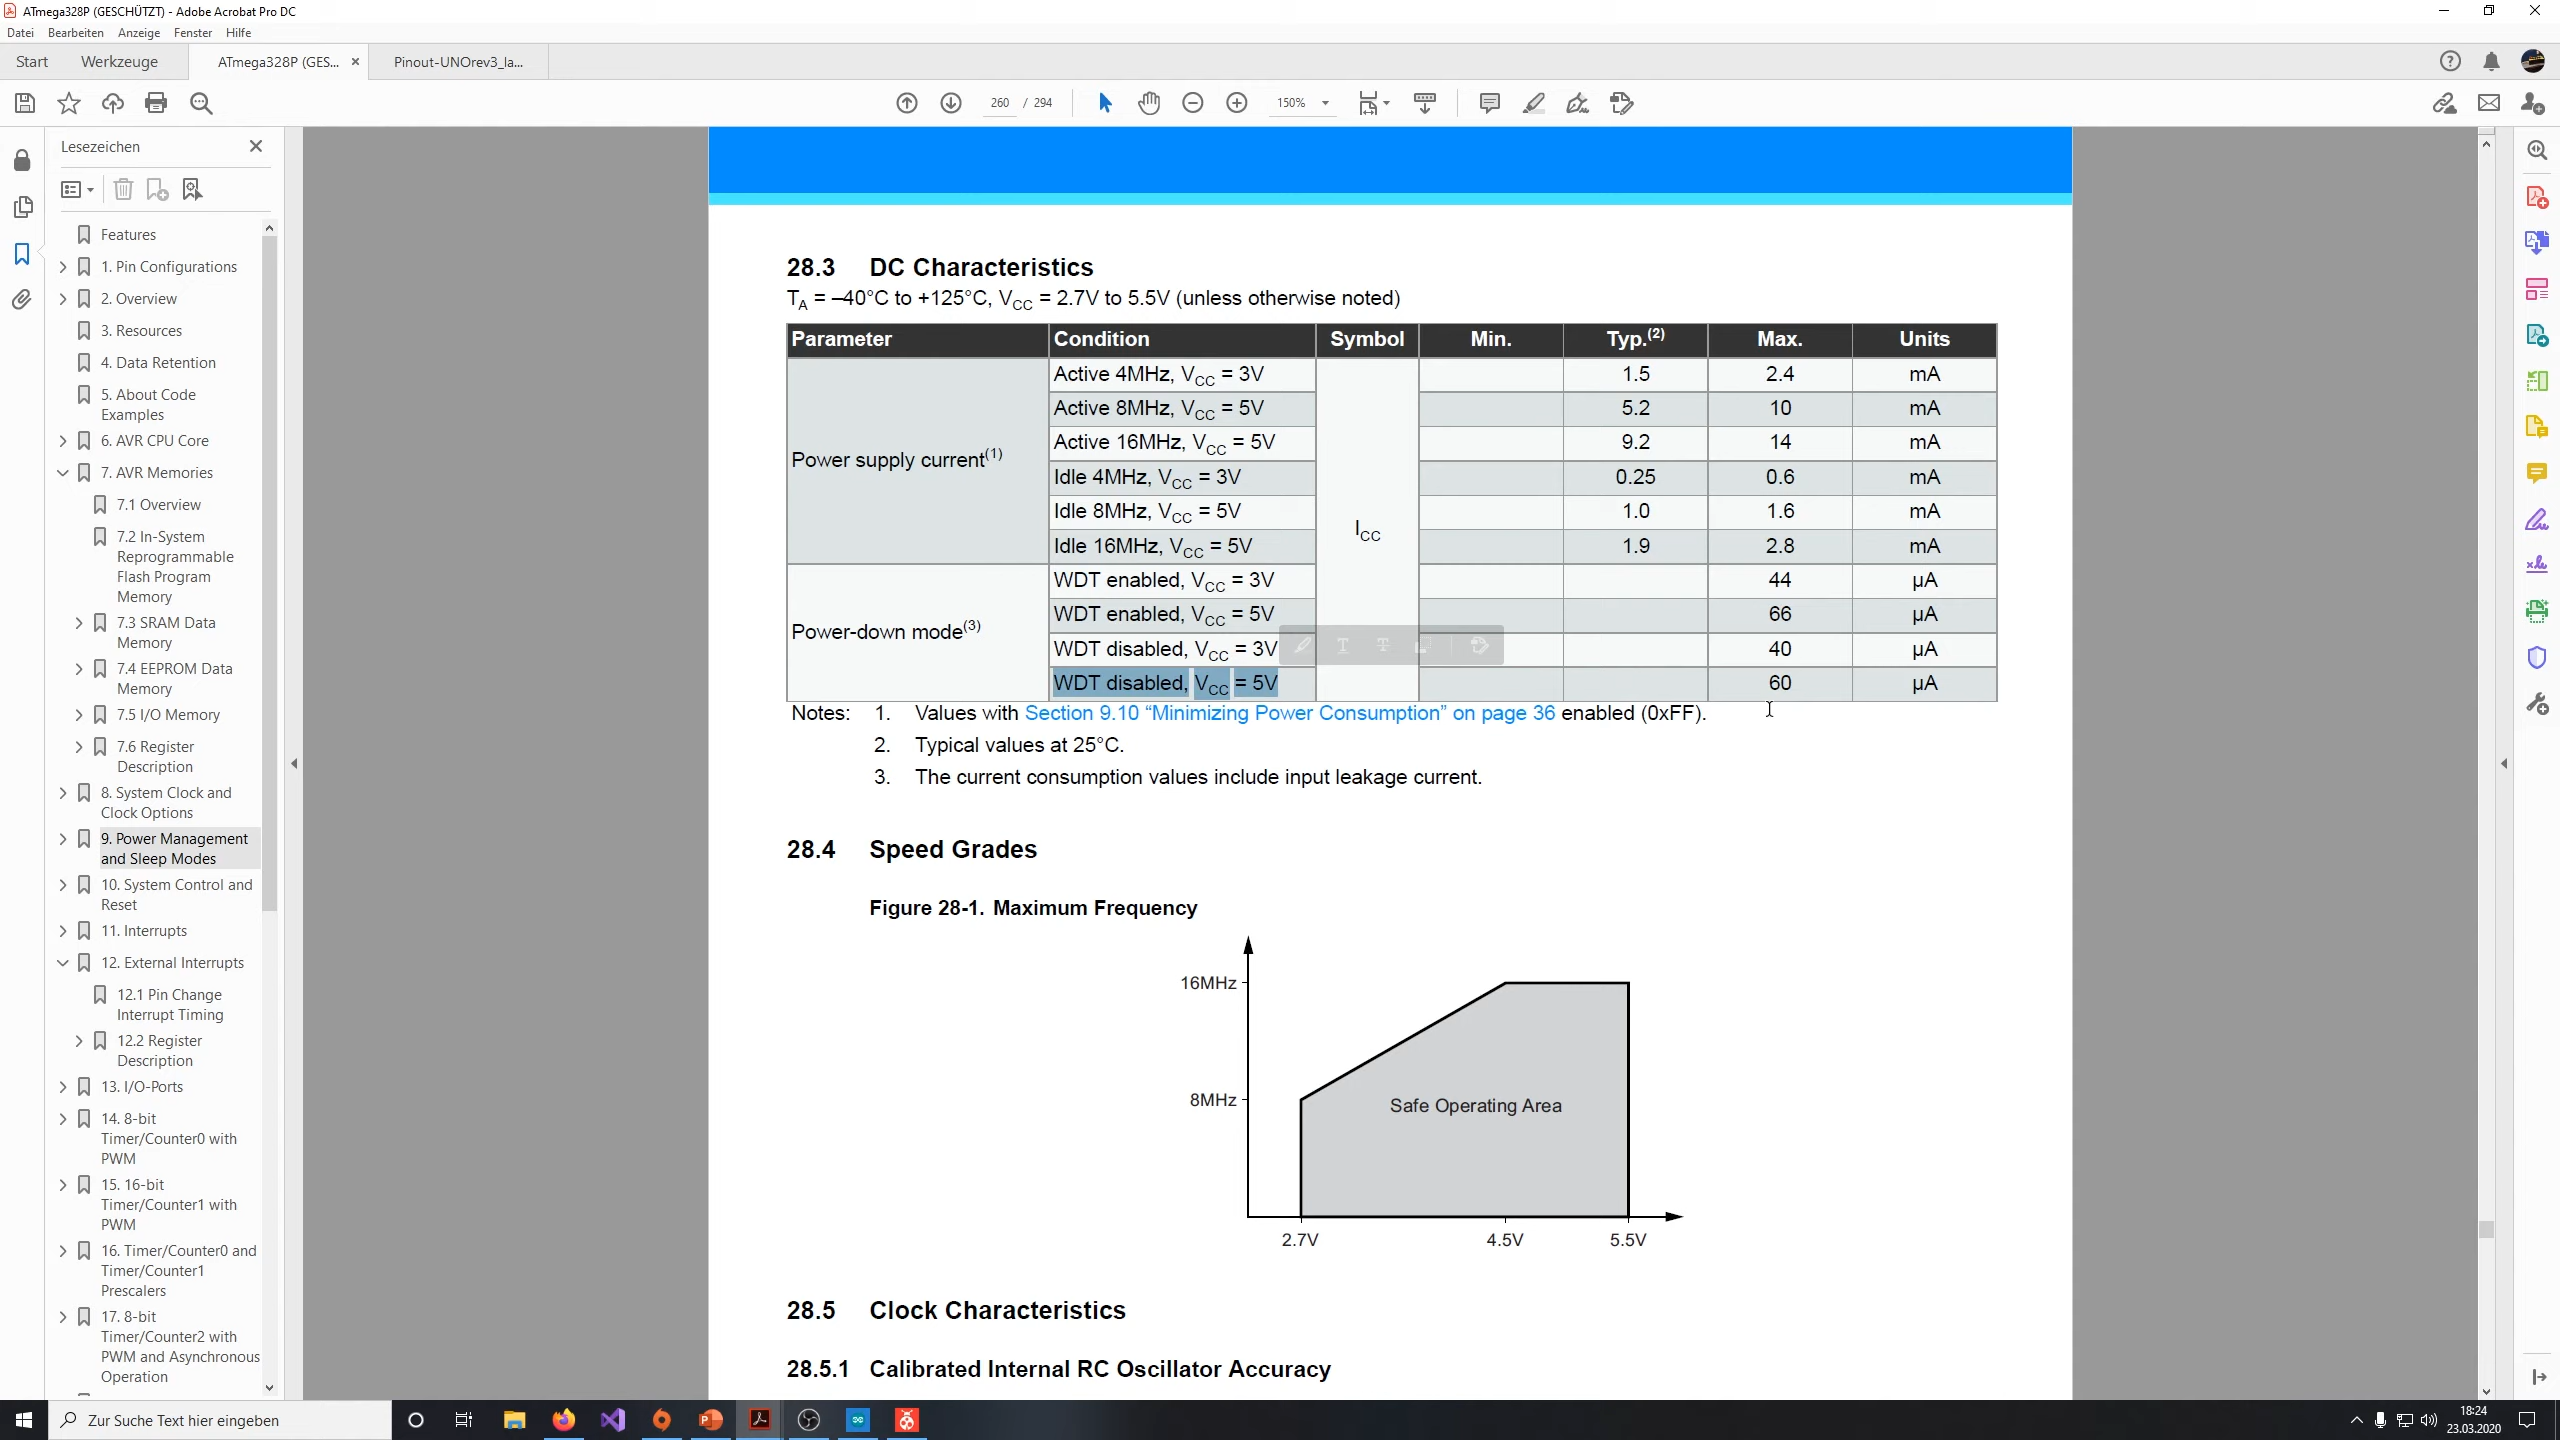 ATmega328P (GESCHÜTZT) - Adobe Acrobat Pro DC
Datei Bearbeiten Anzeige Fenster Hilfe
Start Werkzeuge ATmega328P (GES... × Pinout-UNOrev3_la...
260 / 294 150%
Lesezeichen
Features
1. Pin Configurations
2. Overview
3. Resources
4. Data Retention
5. About Code
Examples
6. AVR CPU Core
7. AVR Memories
7.1 Overview
7.2 In-System
Reprogrammable
Flash Program
Memory
7.3 SRAM Data
Memory
7.4 EEPROM Data
Memory
7.5 I/O Memory
7.6 Register
Description
8. System Clock and
Clock Options
9. Power Management
and Sleep Modes
10. System Control and
Reset
11. Interrupts
12. External Interrupts
12.1 Pin Change
Interrupt Timing
12.2 Register
Description
13. I/O-Ports
14. 8-bit
Timer/Counter0 with
PWM
15. 16-bit
Timer/Counter1 with
PWM
16. Timer/Counter0 and
Timer/Counter1
Prescalers
17. 8-bit
Timer/Counter2 with
PWM and Asynchronous
Operation
28.3 DC Characteristics
TA = –40°C to +125°C, VCC = 2.7V to 5.5V (unless otherwise noted)
Parameter Condition Symbol Min. Typ.(2) Max. Units
Power supply current(1)
Active 4MHz, VCC = 3V 1.5 2.4 mA
Active 8MHz, VCC = 5V 5.2 10 mA
Active 16MHz, VCC = 5V 9.2 14 mA
Idle 4MHz, VCC = 3V 0.25 0.6 mA
Idle 8MHz, VCC = 5V 1.0 1.6 mA
Idle 16MHz, VCC = 5V 1.9 2.8 mA
ICC
Power-down mode(3)
WDT enabled, VCC = 3V 44 µA
WDT enabled, VCC = 5V 66 µA
WDT disabled, VCC = 3V 40 µA
WDT disabled, VCC = 5V 60 µA
Notes: 1. Values with Section 9.10 “Minimizing Power Consumption” on page 36 enabled (0xFF).
2. Typical values at 25°C.
3. The current consumption values include input leakage current.
28.4 Speed Grades
Figure 28-1. Maximum Frequency
16MHz
8MHz
Safe Operating Area
2.7V 4.5V 5.5V
28.5 Clock Characteristics
28.5.1 Calibrated Internal RC Oscillator Accuracy
Zur Suche Text hier eingeben
18:24
23.03.2020